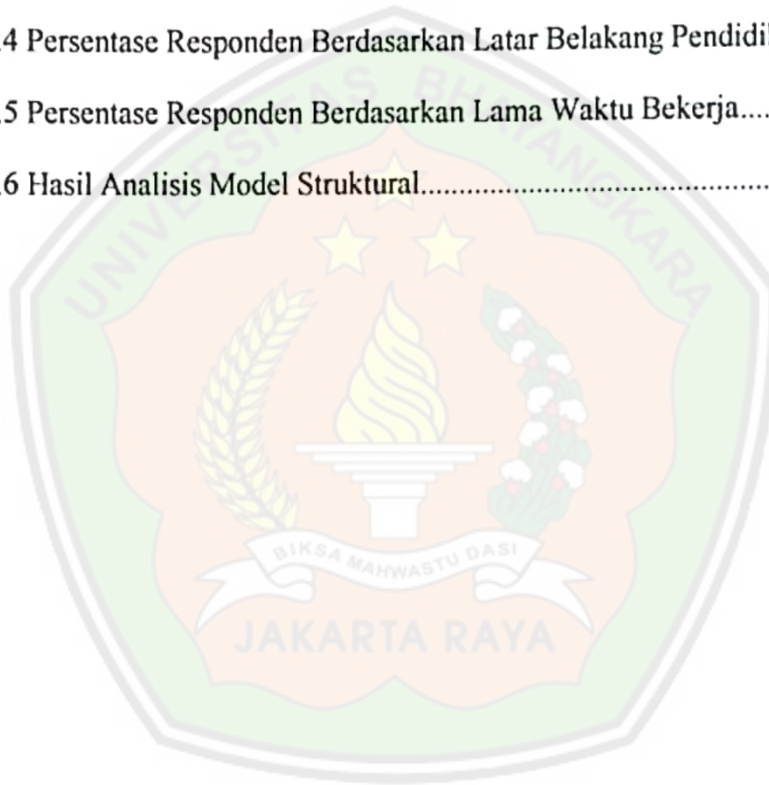 .4 Persentase Responden Berdasarkan Latar Belakang Pendidi
.5 Persentase Responden Berdasarkan Lama Waktu Bekerja....
.6 Hasil Analisis Model Struktural.............................................
UNIVERSITAS BHAYANGKARA
BIKSA MAHWASTU DASI
JAKARTA RAYA